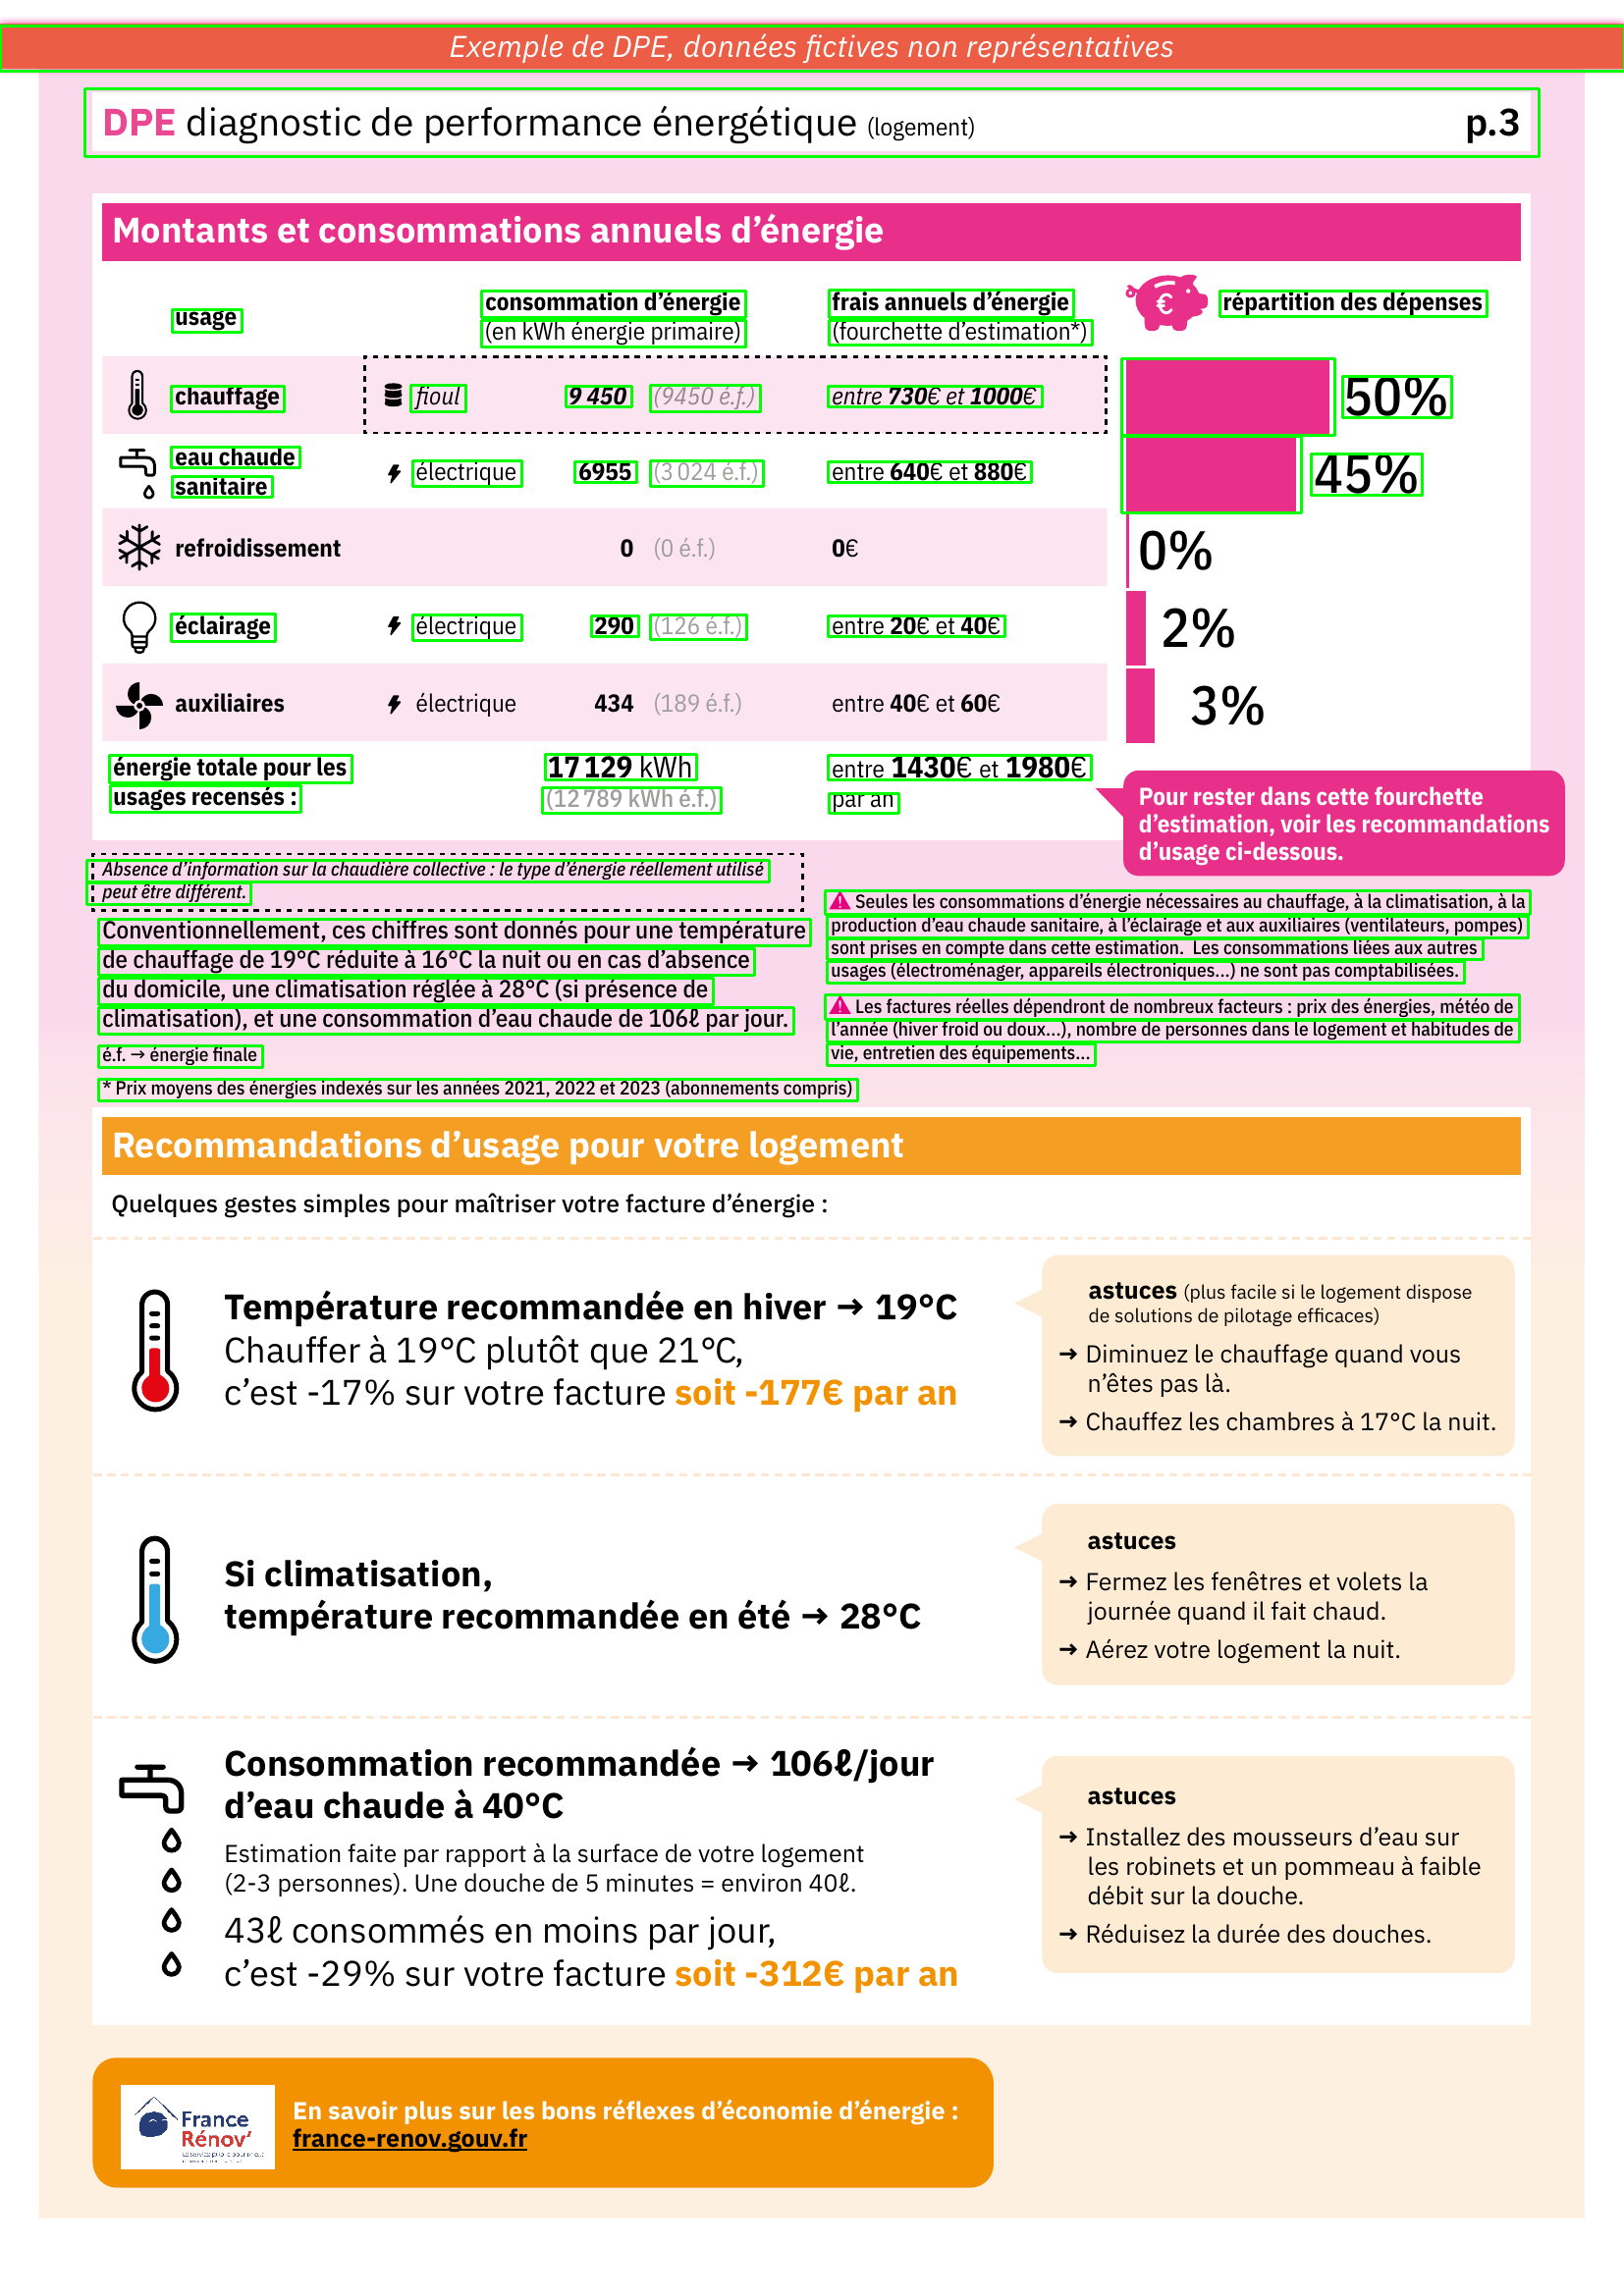 Exemple de DPE, données fictives non représentatives
DPE diagnostic de performance énergétique (logement) p.3
Montants et consommations annuels d’énergie
usage
consommation d’énergie
(en kWh énergie primaire)
frais annuels d’énergie
(fourchette d’estimation*)
€ répartition des dépenses
chauffage fioul 9 450 (9450 é.f.) entre 730€ et 1000€ 50%
eau chaude
sanitaire
électrique 6955 (3 024 é.f.) entre 640€ et 880€ 45%
refroidissement 0 (0 é.f.) 0€ 0%
éclairage électrique 290 (126 é.f.) entre 20€ et 40€ 2%
auxiliaires électrique 434 (189 é.f.) entre 40€ et 60€ 3%
énergie totale pour les
usages recensés :
17 129 kWh
(12 789 kWh é.f.)
entre 1430€ et 1980€
par an
Pour rester dans cette fourchette
d’estimation, voir les recommandations
d’usage ci-dessous.
Absence d’information sur la chaudière collective : le type d’énergie réellement utilisé
peut être différent.
Conventionnellement, ces chiffres sont donnés pour une température
de chauffage de 19°C réduite à 16°C la nuit ou en cas d’absence
du domicile, une climatisation réglée à 28°C (si présence de
climatisation), et une consommation d’eau chaude de 106ℓ par jour.
é.f. → énergie finale
* Prix moyens des énergies indexés sur les années 2021, 2022 et 2023 (abonnements compris)
Seules les consommations d’énergie nécessaires au chauffage, à la climatisation, à la
production d’eau chaude sanitaire, à l’éclairage et aux auxiliaires (ventilateurs, pompes)
sont prises en compte dans cette estimation. Les consommations liées aux autres
usages (électroménager, appareils électroniques...) ne sont pas comptabilisées.
Les factures réelles dépendront de nombreux facteurs : prix des énergies, météo de
l’année (hiver froid ou doux...), nombre de personnes dans le logement et habitudes de
vie, entretien des équipements...
Recommandations d’usage pour votre logement
Quelques gestes simples pour maîtriser votre facture d’énergie :
Température recommandée en hiver → 19°C
Chauffer à 19°C plutôt que 21°C,
c’est -17% sur votre facture soit -177€ par an
astuces (plus facile si le logement dispose
de solutions de pilotage efficaces)
→ Diminuez le chauffage quand vous
n’êtes pas là.
→ Chauffez les chambres à 17°C la nuit.
Si climatisation,
température recommandée en été → 28°C
astuces
→ Fermez les fenêtres et volets la
journée quand il fait chaud.
→ Aérez votre logement la nuit.
Consommation recommandée → 106ℓ/jour
d’eau chaude à 40°C
Estimation faite par rapport à la surface de votre logement
(2-3 personnes). Une douche de 5 minutes = environ 40ℓ.
43ℓ consommés en moins par jour,
c’est -29% sur votre facture soit -312€ par an
astuces
→ Installez des mousseurs d’eau sur
les robinets et un pommeau à faible
débit sur la douche.
→ Réduisez la durée des douches.
France
Rénov’
En savoir plus sur les bons réflexes d’économie d’énergie :
france-renov.gouv.fr